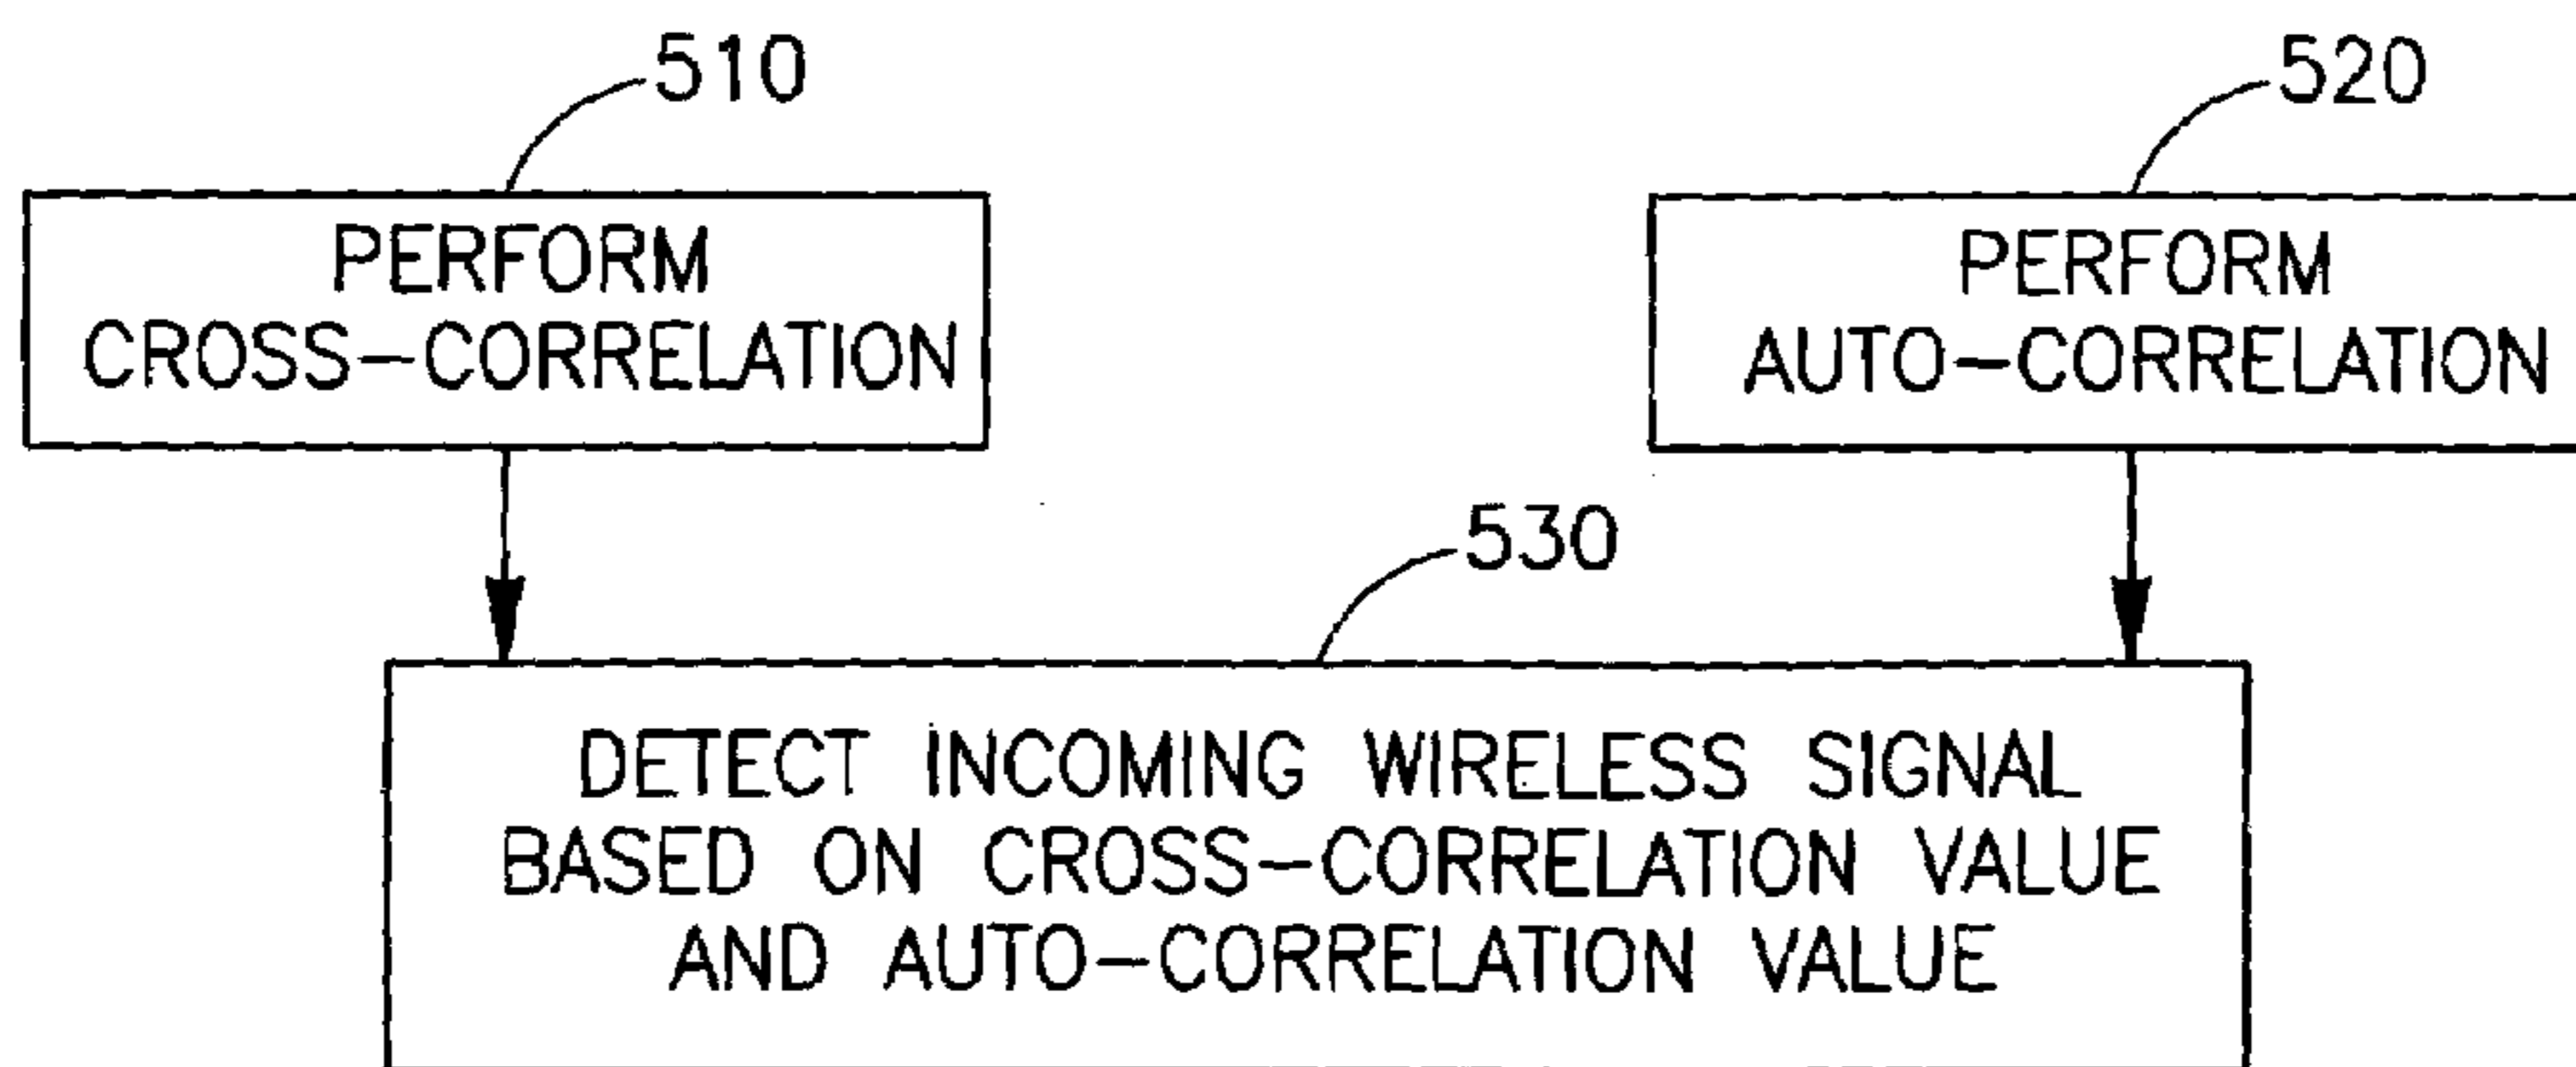 510
PERFORM
CROSS-CORRELATION
520
PERFORM
AUTO-CORRELATION
530
DETECT INCOMING WIRELESS SIGNAL
BASED ON CROSS-CORRELATION VALUE
AND AUTO-CORRELATION VALUE